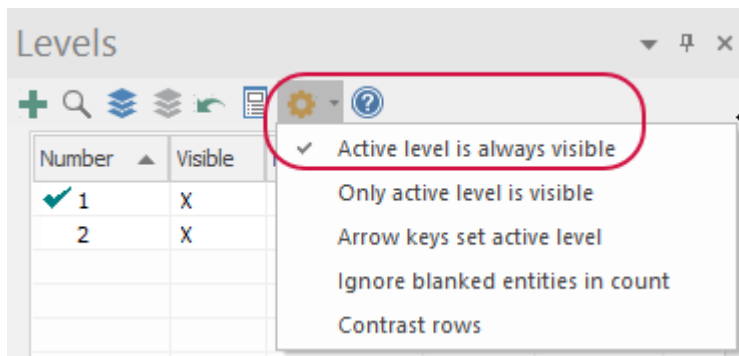 Levels
Number Visible
Active level is always visible
1 X
Only active level is visible
2 X
Arrow keys set active level
Ignore blanked entities in count
Contrast rows